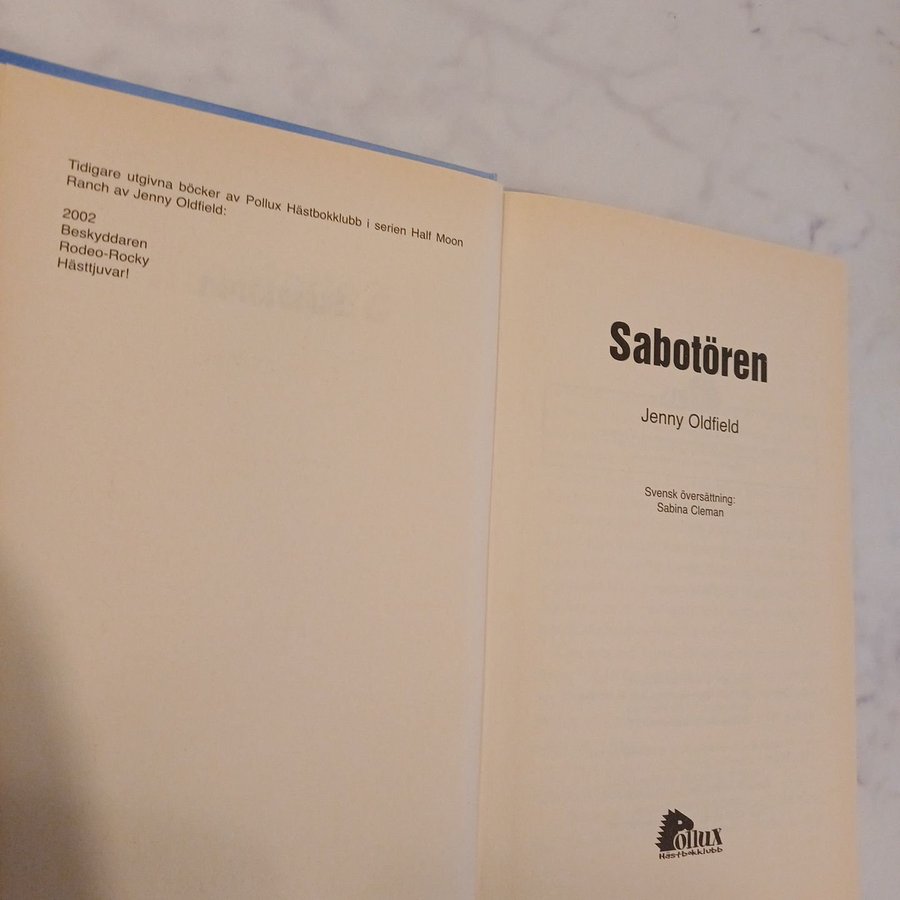 Tidigare utgivna böcker av Pollux Hästbokklubb i serien Half Moon
Ranch av Jenny Oldfield:
2002
Beskyddaren
Rodeo-Rocky
Hästtjuvar!
Sabotören
Jenny Oldfield
Svensk översättning:
Sabina Cleman
Pollux
Hästbokklubb